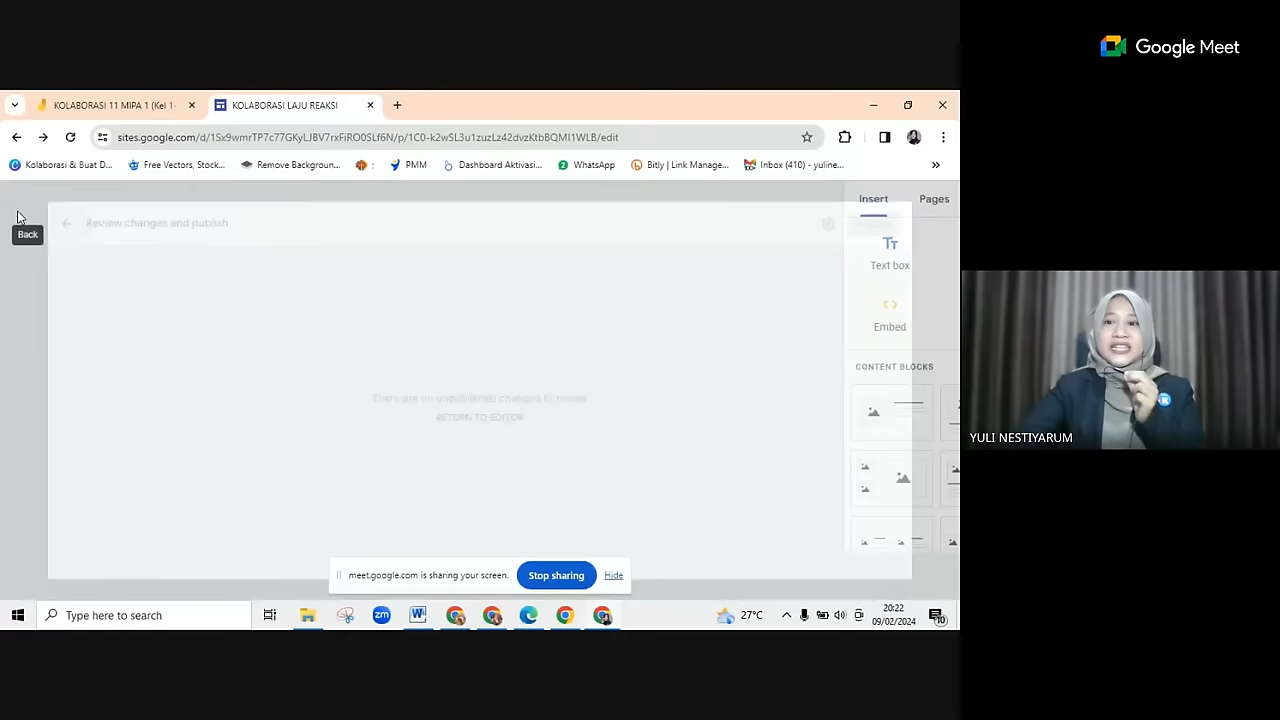 Google Meet
KOLABORASI 11 MIPA 1 (Kel 1-
KOLABORASI LAJU REAKSI
sites.google.com/d/1Sx9wmrTP7c77GKyLJBV7rxFiRO0SLf6N/p/1C0-k2wSL3u1zuzLz42dvzKtbBQMI1WLB/edit
Kolaborasi & Buat D...
Free Vectors, Stock...
Remove Backgroun...
:
PMM
Dashboard Aktivasi...
WhatsApp
Bitly | Link Manage...
Inbox (410) - yuline...
»
Insert
Pages
Review changes and publish
Back
Text box
Embed
CONTENT BLOCKS
There are no unpublished changes to review
RETURN TO EDITOR
YULI NESTIYARUM
meet.google.com is sharing your screen.
Stop sharing
Hide
Type here to search
zm
W
27°C
20:22
09/02/2024
10